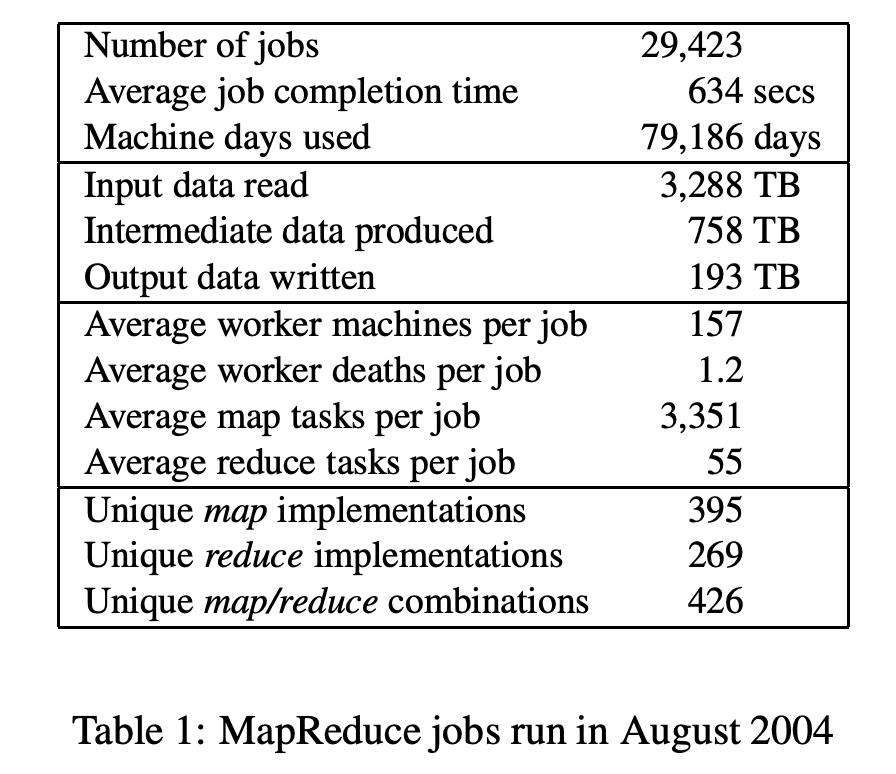 Number of jobs 29,423
Average job completion time 634 secs
Machine days used 79,186 days
Input data read 3,288 TB
Intermediate data produced 758 TB
Output data written 193 TB
Average worker machines per job 157
Average worker deaths per job 1.2
Average map tasks per job 3,351
Average reduce tasks per job 55
Unique map implementations 395
Unique reduce implementations 269
Unique map/reduce combinations 426
Table 1: MapReduce jobs run in August 2004